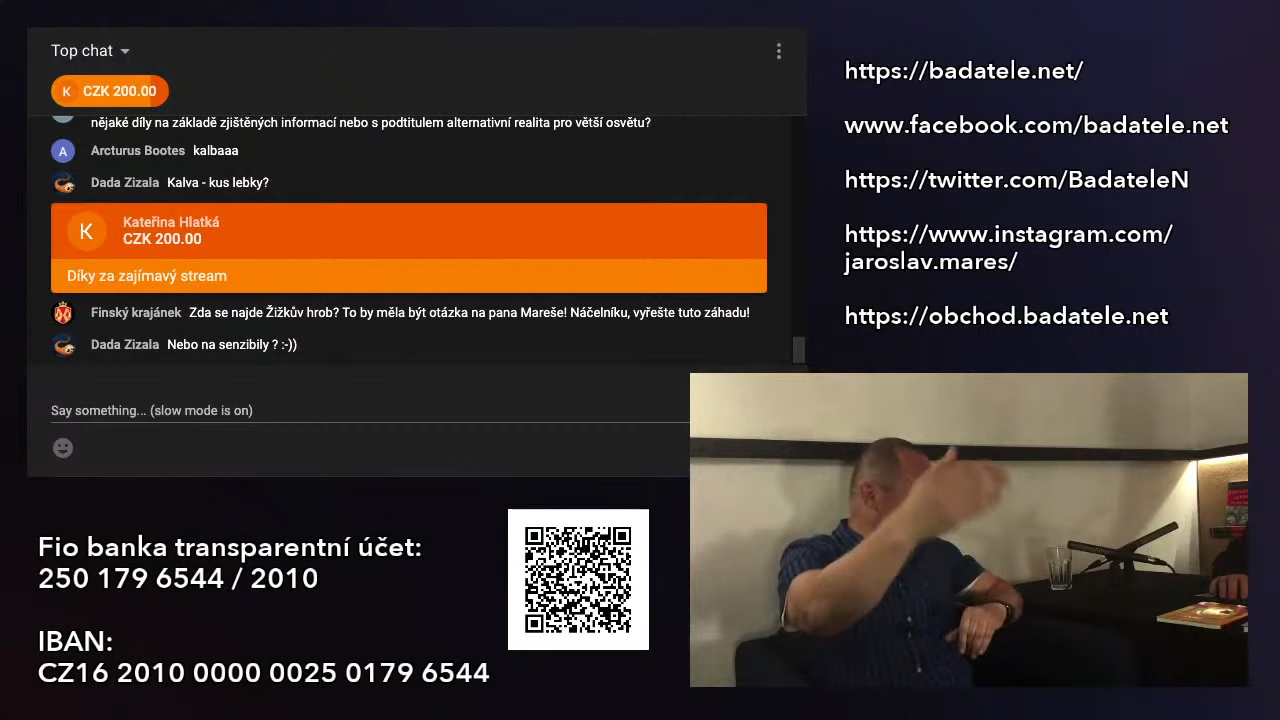 Top chat
K CZK 200.00
nějaké díly na základě zjištěných informací nebo s podtitulem alternativní realita pro větší osvětu?
A Arcturus Bootes kalbaaa
Dada Zizala Kalva - kus lebky?
K Kateřina Hlatká
CZK 200.00
Díky za zajímavý stream
Finský krajánek Zda se najde Žižkův hrob? To by měla být otázka na pana Mareše! Náčelníku, vyřešte tuto záhadu!
Dada Zizala Nebo na senzibily ? :-))
Say something... (slow mode is on)
https://badatele.net/
www.facebook.com/badatele.net
https://twitter.com/BadateleN
https://www.instagram.com/
jaroslav.mares/
https://obchod.badatele.net
Fio banka transparentní účet:
250 179 6544 / 2010
IBAN:
CZ16 2010 0000 0025 0179 6544